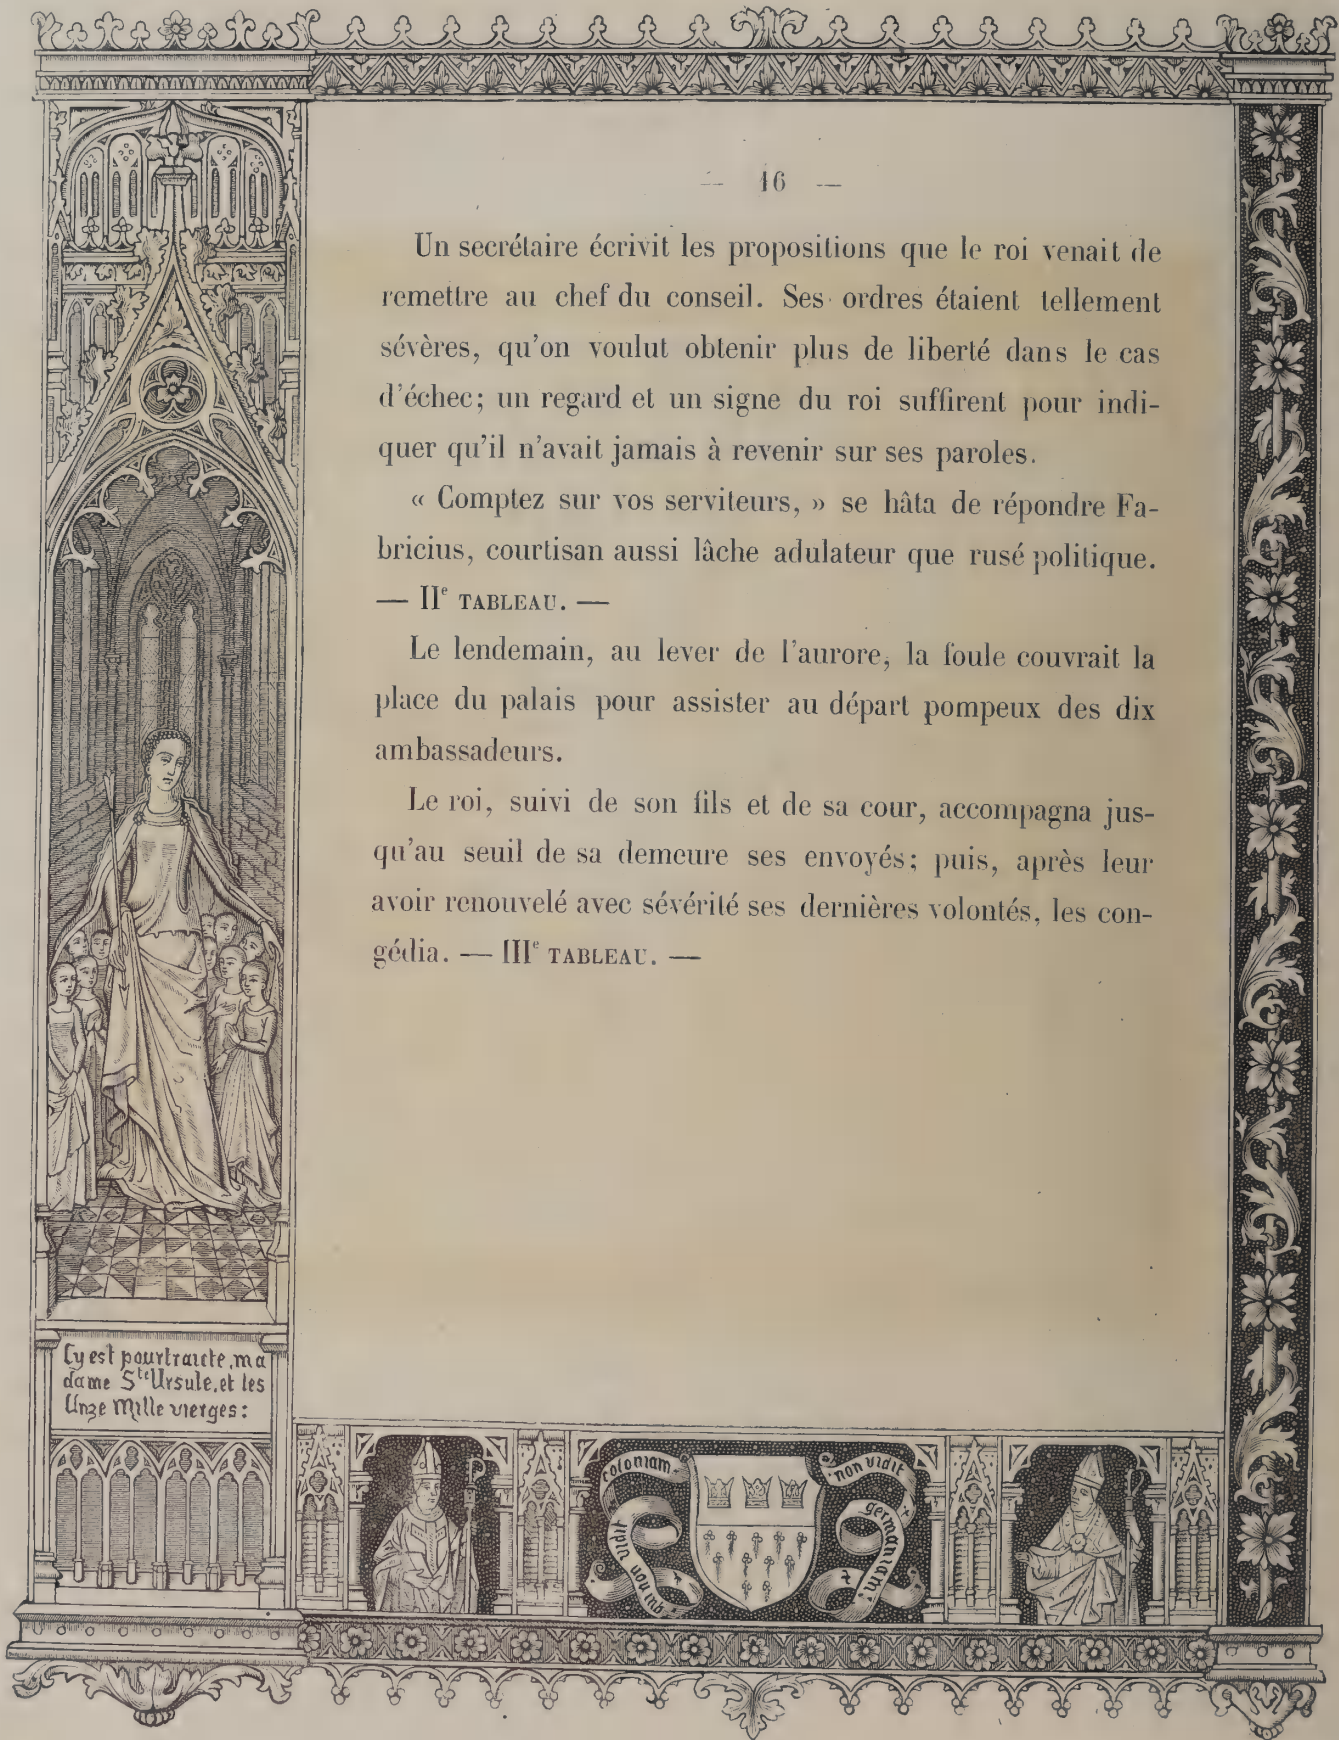 — 16 —
Un secrétaire écrivit les propositions que le roi venait de
remettre au chef du conseil. Ses ordres étaient tellement
sévères, qu'on voulut obtenir plus de liberté dans le cas
d'échec; un regard et un signe du roi suffirent pour indi-
quer qu'il n'avait jamais à revenir sur ses paroles.
« Comptez sur vos serviteurs, » se hâta de répondre Fa-
bricius, courtisan aussi lâche adulateur que rusé politique.
— IIe TABLEAU. —
Le lendemain, au lever de l'aurore, la foule couvrait la
place du palais pour assister au départ pompeux des dix
ambassadeurs.
Le roi, suivi de son fils et de sa cour, accompagna jus-
qu'au seuil de sa demeure ses envoyés; puis, après leur
avoir renouvelé avec sévérité ses dernières volontés, les con-
gédia. — IIIe TABLEAU. —
Cy est pourtraicte, ma
dame Ste Ursule, et les
Unze Mille vierges:
qui non vidit
coloniam
non vidit
germaniam